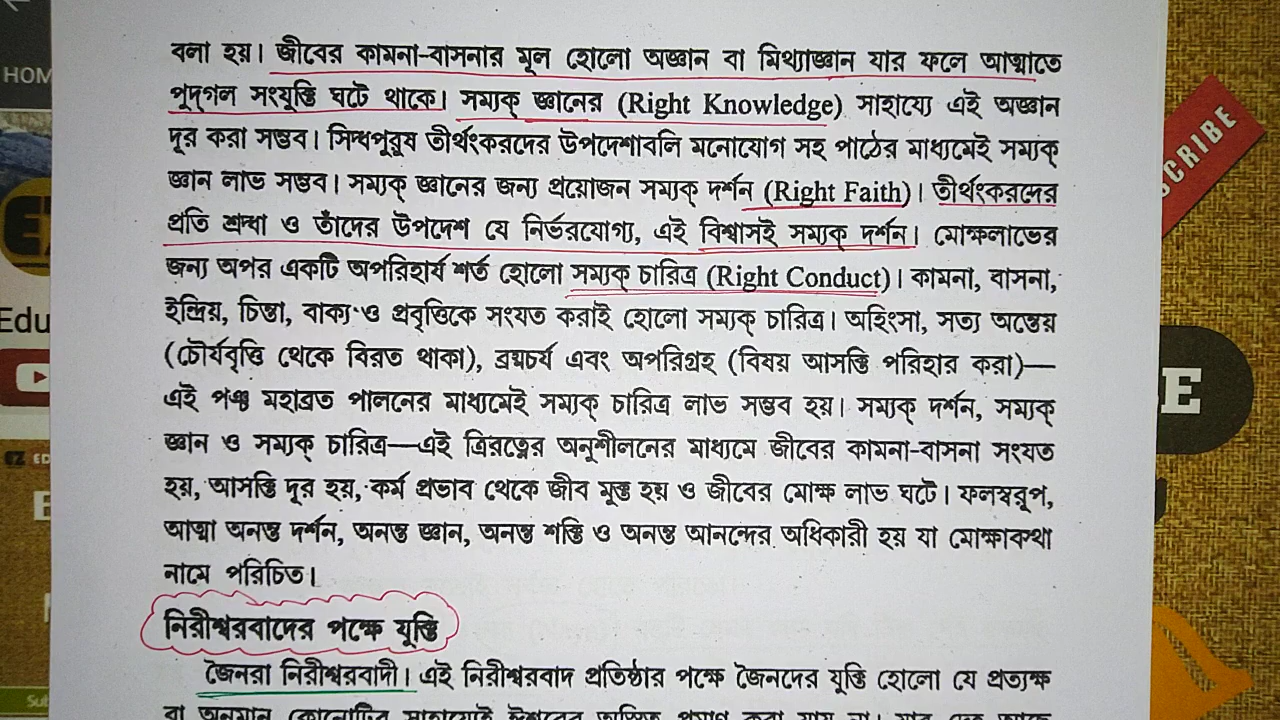 বলা হয়। জীবের কামনা-বাসনার মূল হোলো অজ্ঞান বা মিথ্যাজ্ঞান যার ফলে আত্মাতে
HOM
পুদ্‌গল সংযুক্তি ঘটে থাকে। সম্যক্ জ্ঞানের (Right Knowledge) সাহায্যে এই অজ্ঞান
দূর করা সম্ভব। সিদ্ধপুরুষ তীর্থংকরদের উপদেশাবলি মনোযোগ সহ পাঠের মাধ্যমেই সম্যক্
CRIBE
জ্ঞান লাভ সম্ভব। সম্যক্ জ্ঞানের জন্য প্রয়োজন সম্যক্ দর্শন (Right Faith)। তীর্থংকরদের
প্রতি শ্রদ্ধা ও তাঁদের উপদেশ যে নির্ভরযোগ্য, এই বিশ্বাসই সম্যক্ দর্শন। মোক্ষলাভের
জন্য অপর একটি অপরিহার্য শর্ত হোলো সম্যক্ চারিত্র (Right Conduct)। কামনা, বাসনা,
Edu
ইন্দ্রিয়, চিন্তা, বাক্য ও প্রবৃত্তিকে সংযত করাই হোলো সম্যক্ চারিত্র। অহিংসা, সত্য অস্তেয়
(চৌর্যবৃত্তি থেকে বিরত থাকা), ব্রহ্মচর্য এবং অপরিগ্রহ (বিষয় আসক্তি পরিহার করা)—
E
এই পঞ্চ মহাব্রত পালনের মাধ্যমেই সম্যক্ চারিত্র লাভ সম্ভব হয়। সম্যক্ দর্শন, সম্যক্
জ্ঞান ও সম্যক্ চারিত্র—এই ত্রিরত্নের অনুশীলনের মাধ্যমে জীবের কামনা-বাসনা সংযত
EZ ED
হয়, আসক্তি দূর হয়, কর্ম প্রভাব থেকে জীব মুক্ত হয় ও জীবের মোক্ষ লাভ ঘটে। ফলস্বরূপ,
E
আত্মা অনন্ত দর্শন, অনন্ত জ্ঞান, অনন্ত শক্তি ও অনন্ত আনন্দের অধিকারী হয় যা মোক্ষাকথা
নামে পরিচিত।
নিরীশ্বরবাদের পক্ষে যুক্তি
জৈনরা নিরীশ্বরবাদী। এই নিরীশ্বরবাদ প্রতিষ্ঠার পক্ষে জৈনদের যুক্তি হোলো যে প্রত্যক্ষ